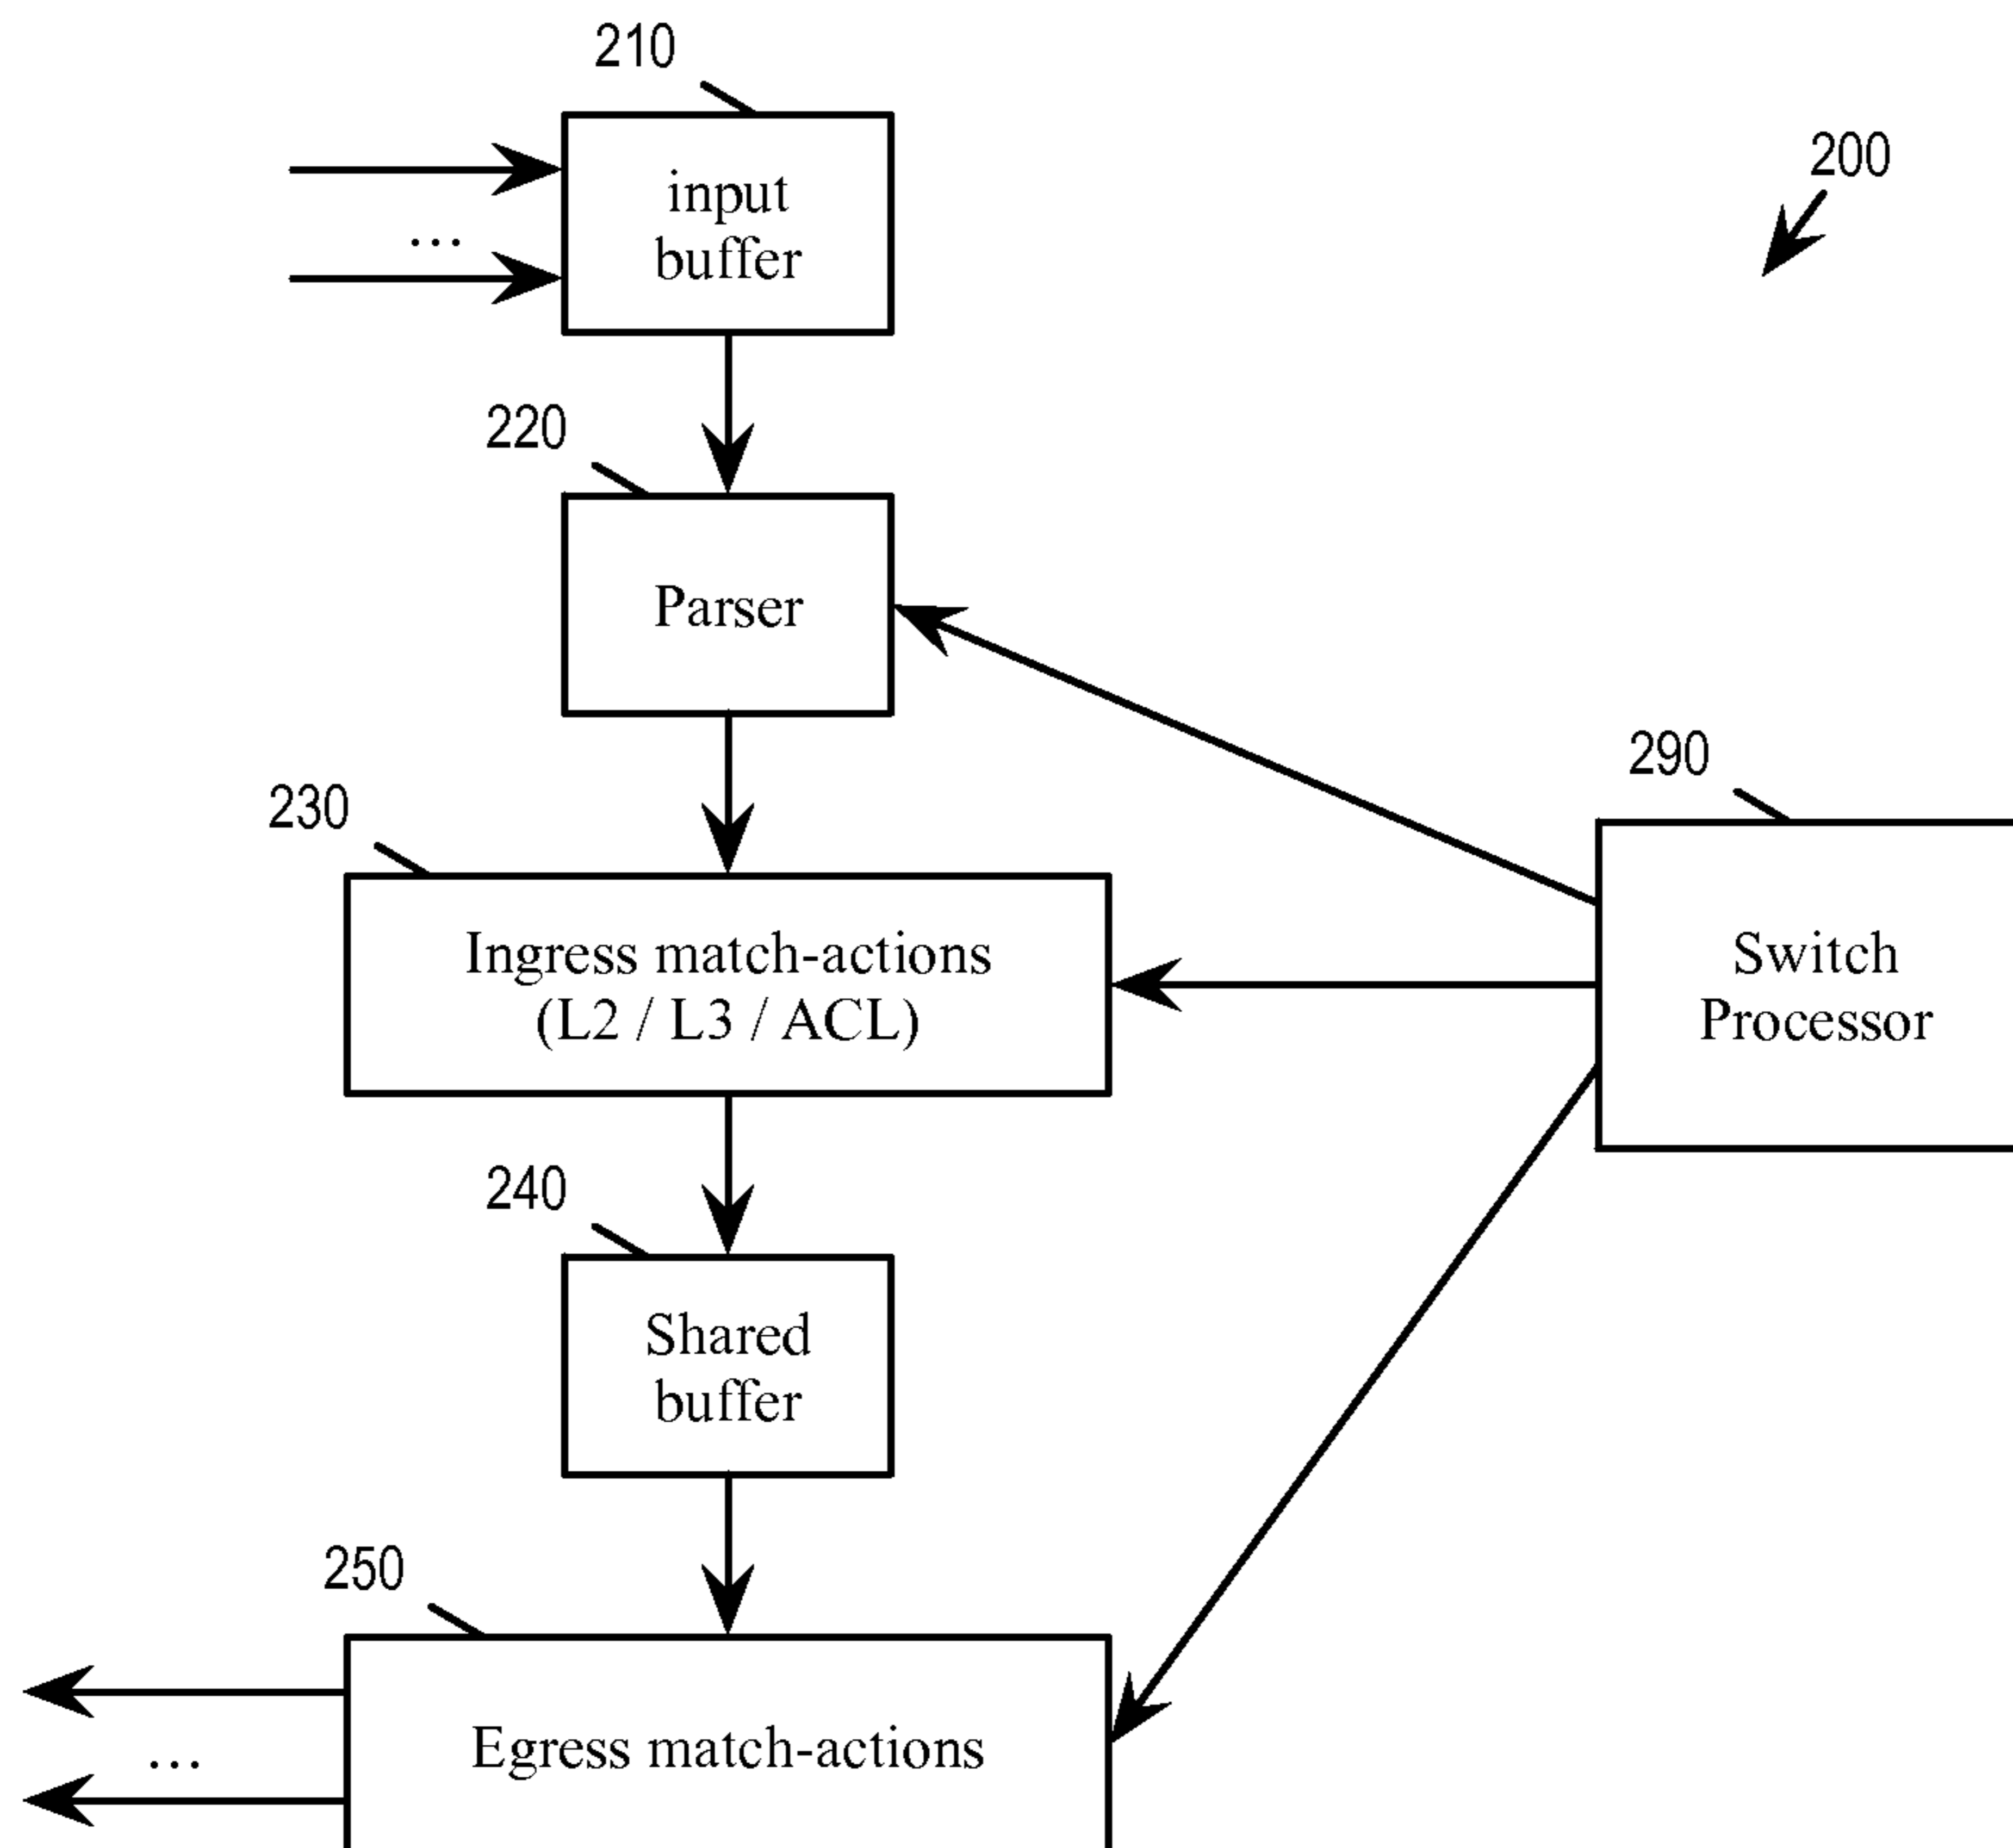 210
200
input
buffer
...
220
Parser
290
230
Ingress match-actions
(L2 / L3 / ACL)
Switch
Processor
240
Shared
buffer
250
Egress match-actions
...